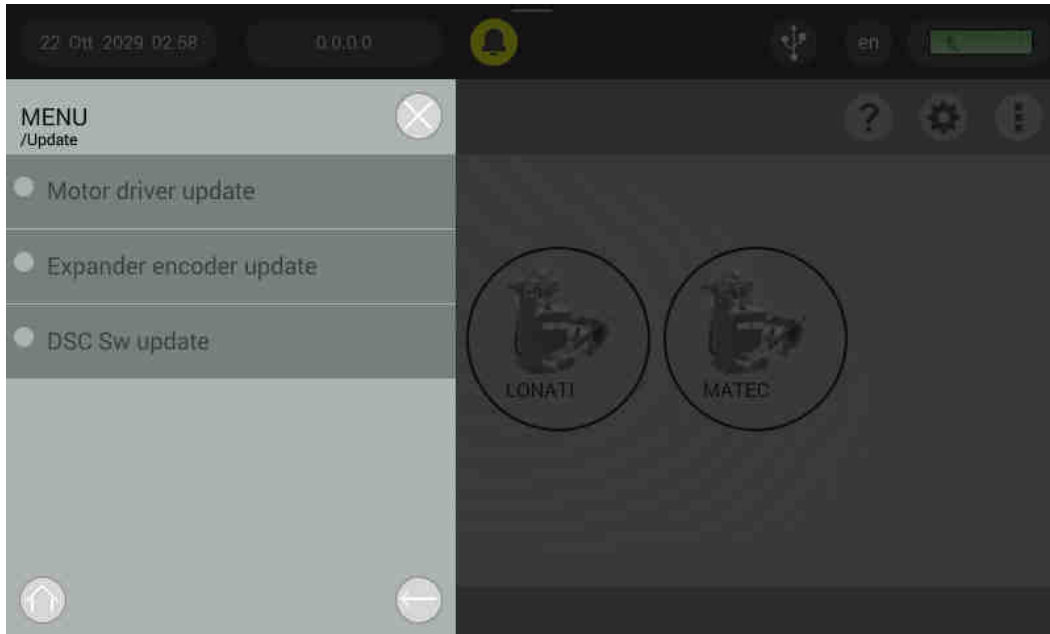 22 Ott 2029 02:58
0.0.0.0
en
MENU
/Update
Motor driver update
Expander encoder update
DSC Sw update
?
LONATI
MATEC